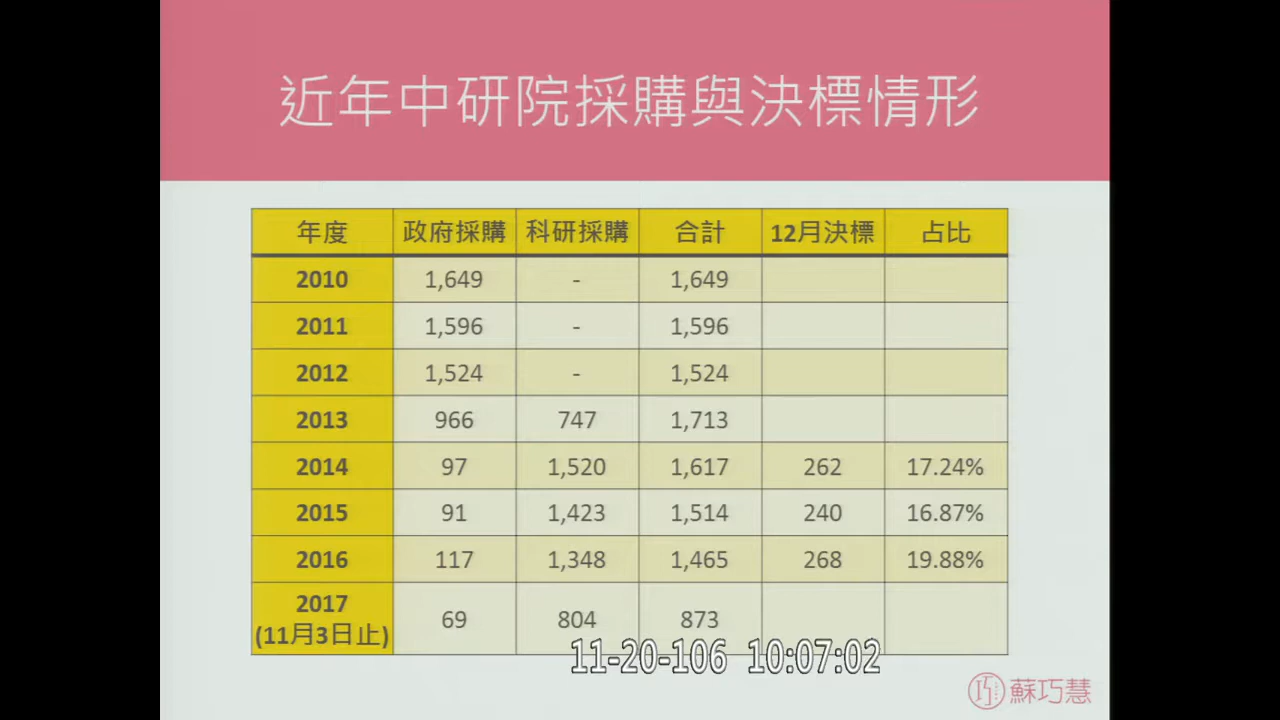 近年中研院採購與決標情形
年度 政府採購 科研採購 合計 12月決標 占比
2010 1,649 - 1,649
2011 1,596 - 1,596
2012 1,524 - 1,524
2013 966 747 1,713
2014 97 1,520 1,617 262 17.24%
2015 91 1,423 1,514 240 16.87%
2016 117 1,348 1,465 268 19.88%
2017
(11月3日止) 69 804 873
11-20-106 10:07:02
巧 蘇巧慧